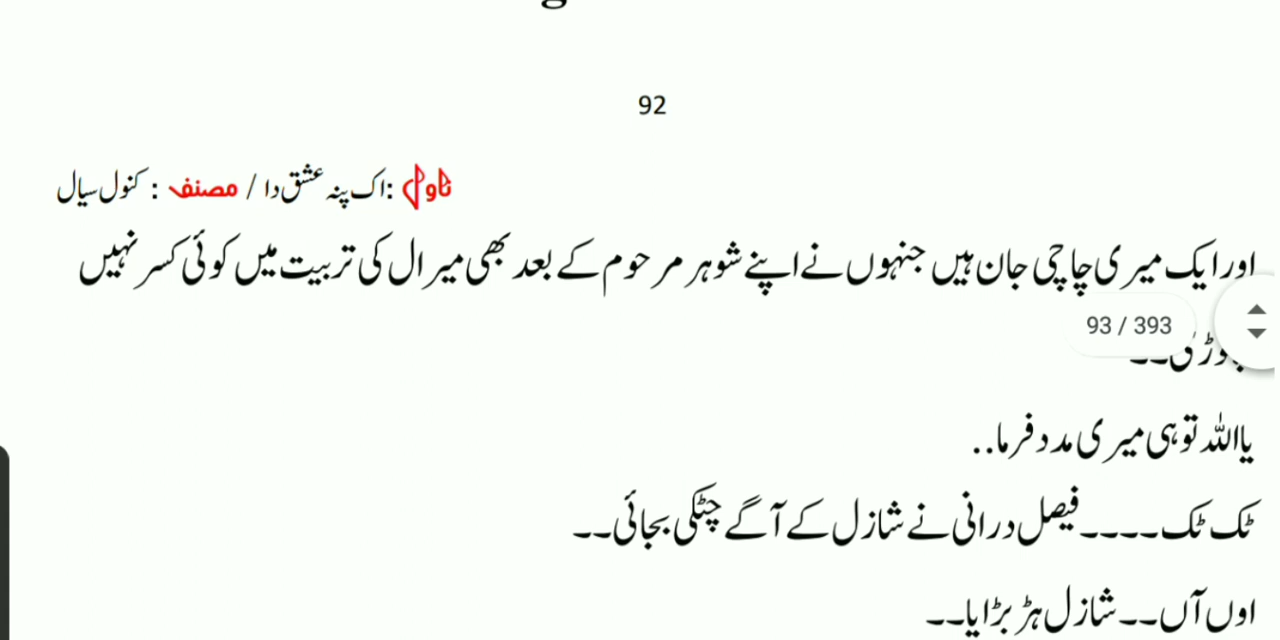 92
ناول :اک پنہ عشق دا / مصنف : کنول سیال
اور ایک میری چاچی جان ہیں جنہوں نے اپنے شوہر مرحوم کے بعد بھی میرال کی تربیت میں کوئی کسر نہیں
93 / 393
یا اللہ تو ہی میری مدد فرما..
ٹک ٹک ۔۔۔۔ فیصل درانی نے شازل کے آگے چٹکی بجائی۔۔
اوں آں۔۔ شازل ہڑبڑایا۔۔